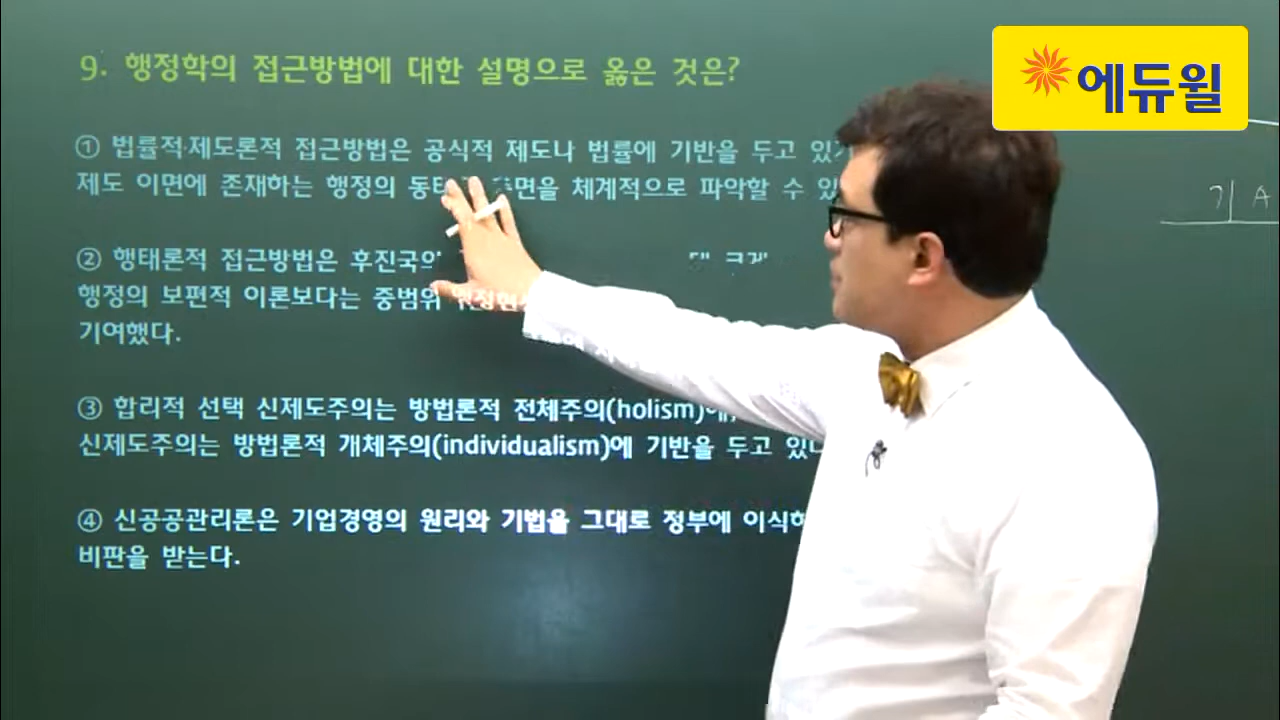 에듀윌
9. 행정학의 접근방법에 대한 설명으로 옳은 것은?
① 법률적·제도론적 접근방법은 공식적 제도나 법률에 기반을 두고 있기
제도 이면에 존재하는 행정의 측면을 체계적으로 파악할 수 있
② 행태론적 접근방법은 후진국의
행정의 보편적 이론보다는 중범위
기여했다.
③ 합리적 선택 신제도주의는 방법론적 전체주의(holism)에,
신제도주의는 방법론적 개체주의(individualism)에 기반을 두고 있다
④ 신공공관리론은 기업경영의 원리와 기법을 그대로 정부에 이식하
비판을 받는다.
기 A